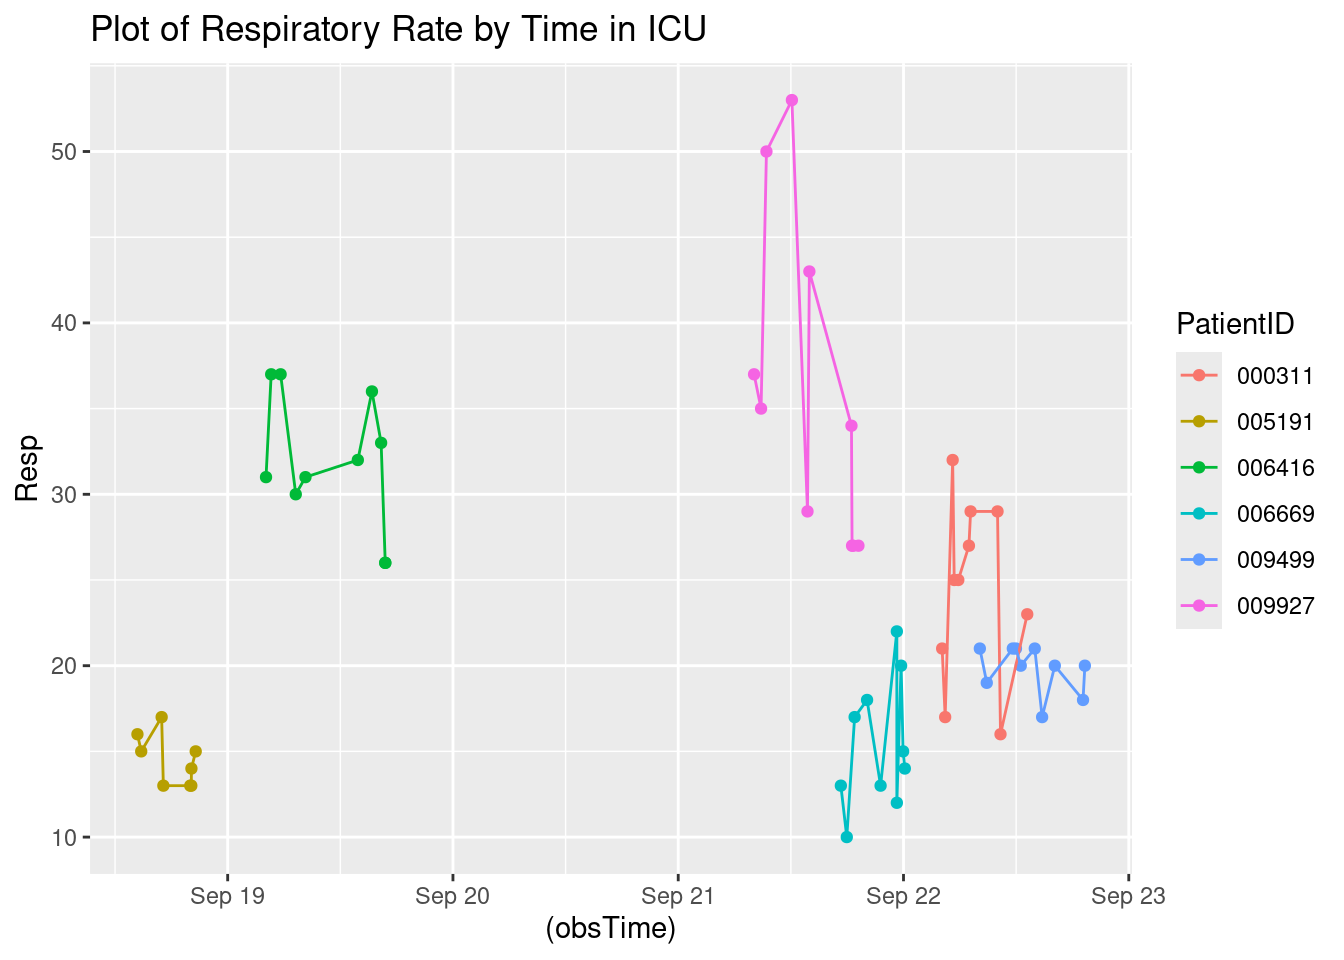 Plot of Respiratory Rate by Time in ICU
50
40
30
20
10
Resp
Sep 19
Sep 20
Sep 21
Sep 22
Sep 23
(obsTime)
PatientID
000311
005191
006416
006669
009499
009927